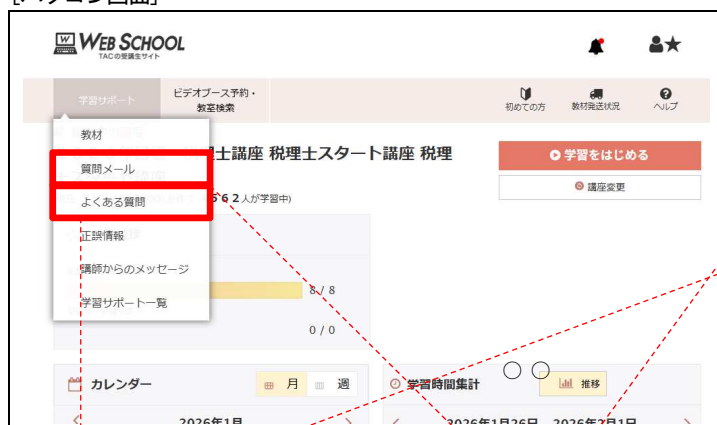 [パソコン画面]
WEB SCHOOL
TACの受講生サイト
学習サポート
ビデオブース予約・
教室検索
初めての方
教材発送状況
ヘルプ
教材
士講座 税理士スタート講座 税理
学習をはじめる
質問メール
講座変更
よくある質問
62人が学習中)
正誤情報
講師からのメッセージ
8 / 8
学習サポート一覧
0 / 0
カレンダー
月
週
学習時間集計
推移
2026年1月
2026年1月26日
2026年2月1日